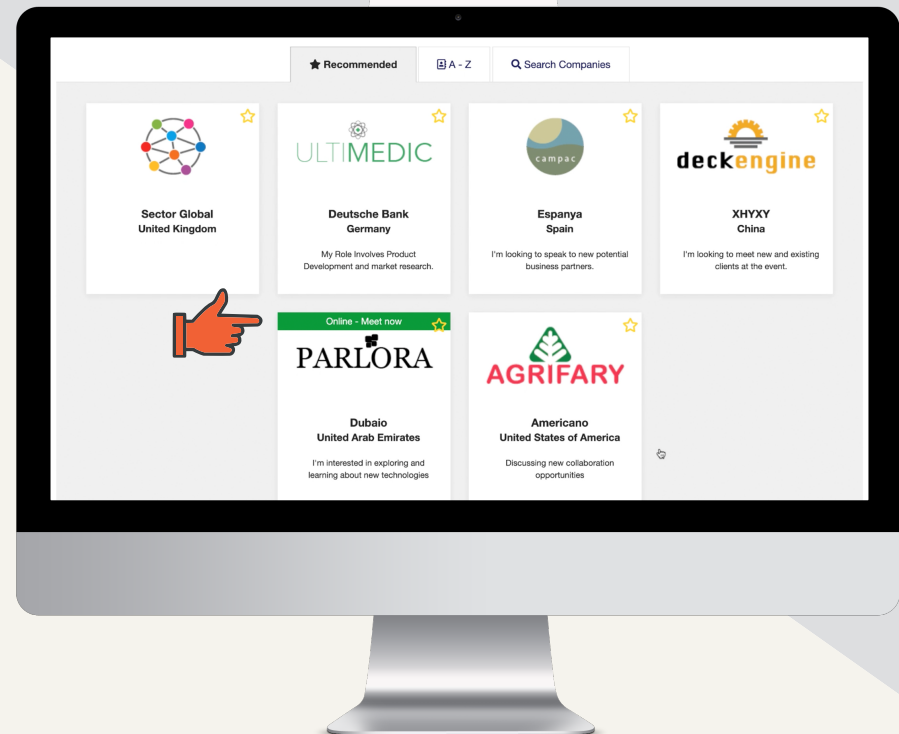 Recommended
A - Z
Search Companies
Sector Global
United Kingdom
ULTIMEDIC
Deutsche Bank
Germany
My Role Involves Product
Development and market research.
campac
Espanya
Spain
I'm looking to speak to new potential
business partners.
deckengine
XHYXY
China
I'm looking to meet new and existing
clients at the event.
Online - Meet now
PARLORA
Dubaio
United Arab Emirates
I'm interested in exploring and
learning about new technologies
AGRIFARY
Americano
United States of America
Discussing new collaboration
opportunities